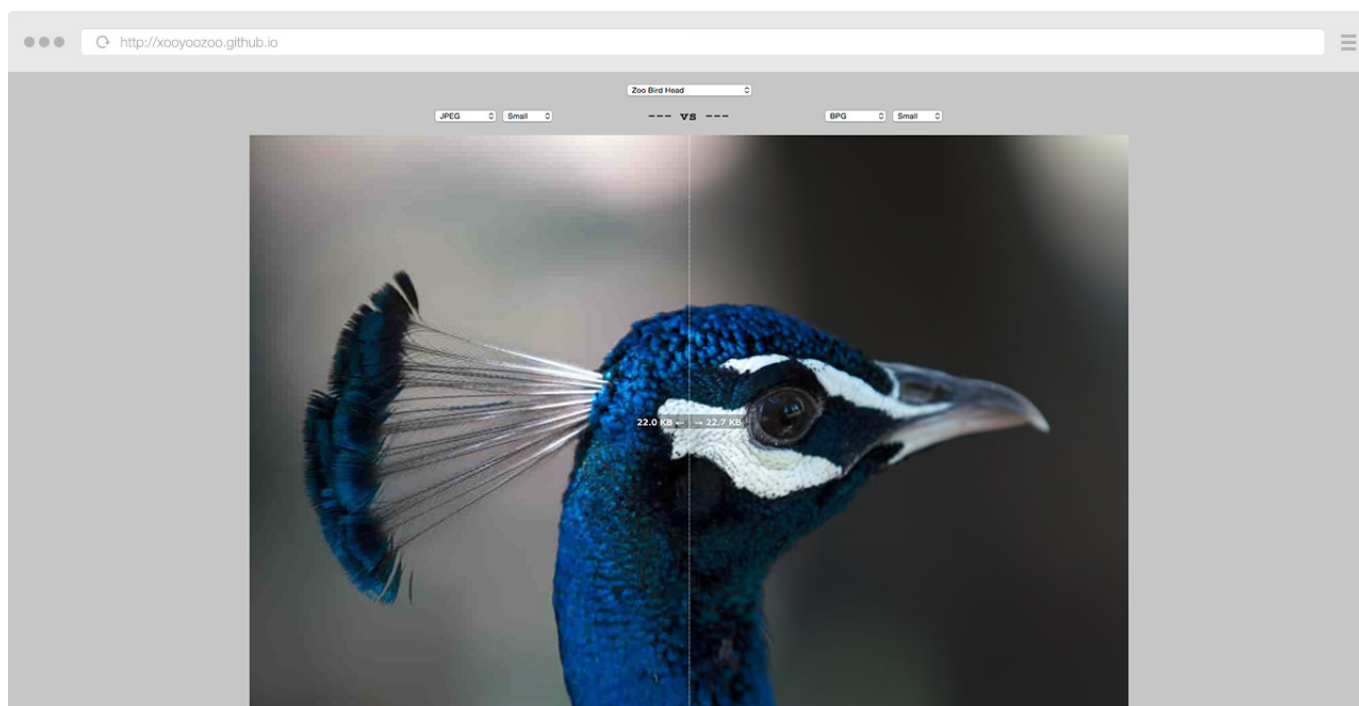 http://xooyoozoo.github.io
Zoo Bird Head
JPEG Small --- VS --- BPG Small
22.0 KB ← → 22.7 KB